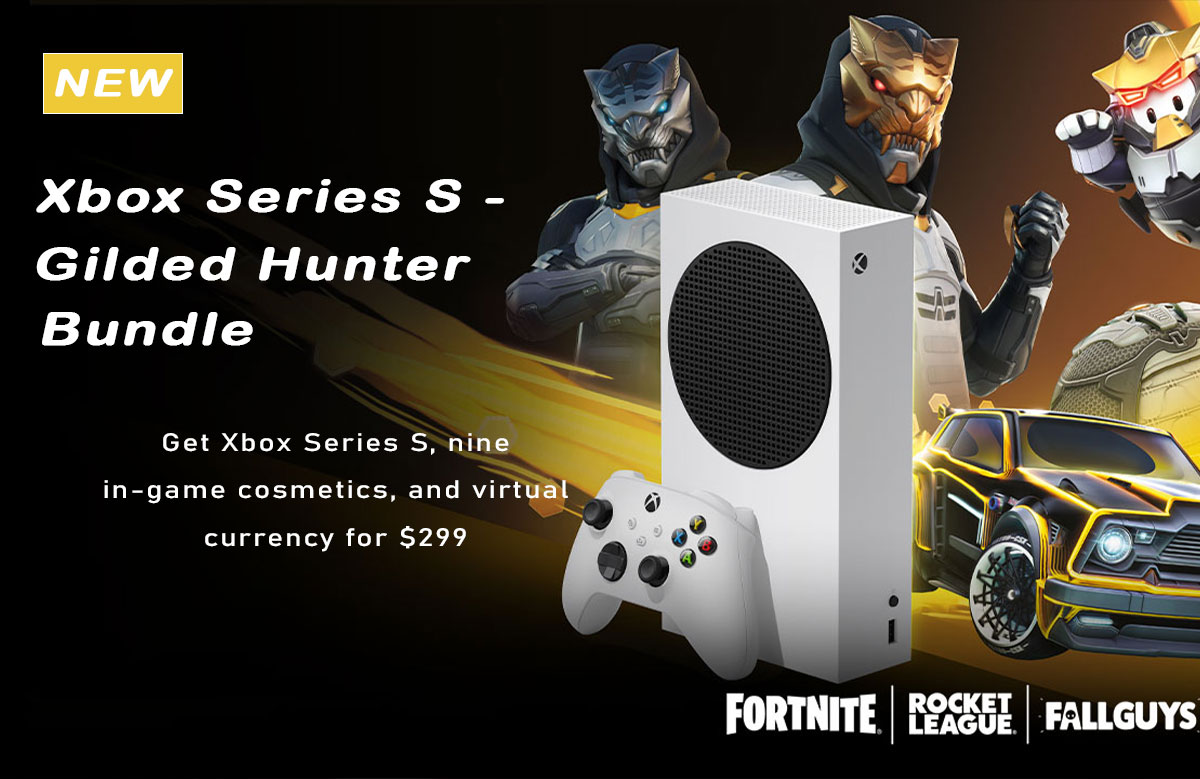 NEW
Xbox Series S -
Gilded Hunter
Bundle
Get Xbox Series S, nine
in-game cosmetics, and virtual
currency for $299
Y
X B
A
FORTNITE
ROCKET
LEAGUE
FALLGUYS